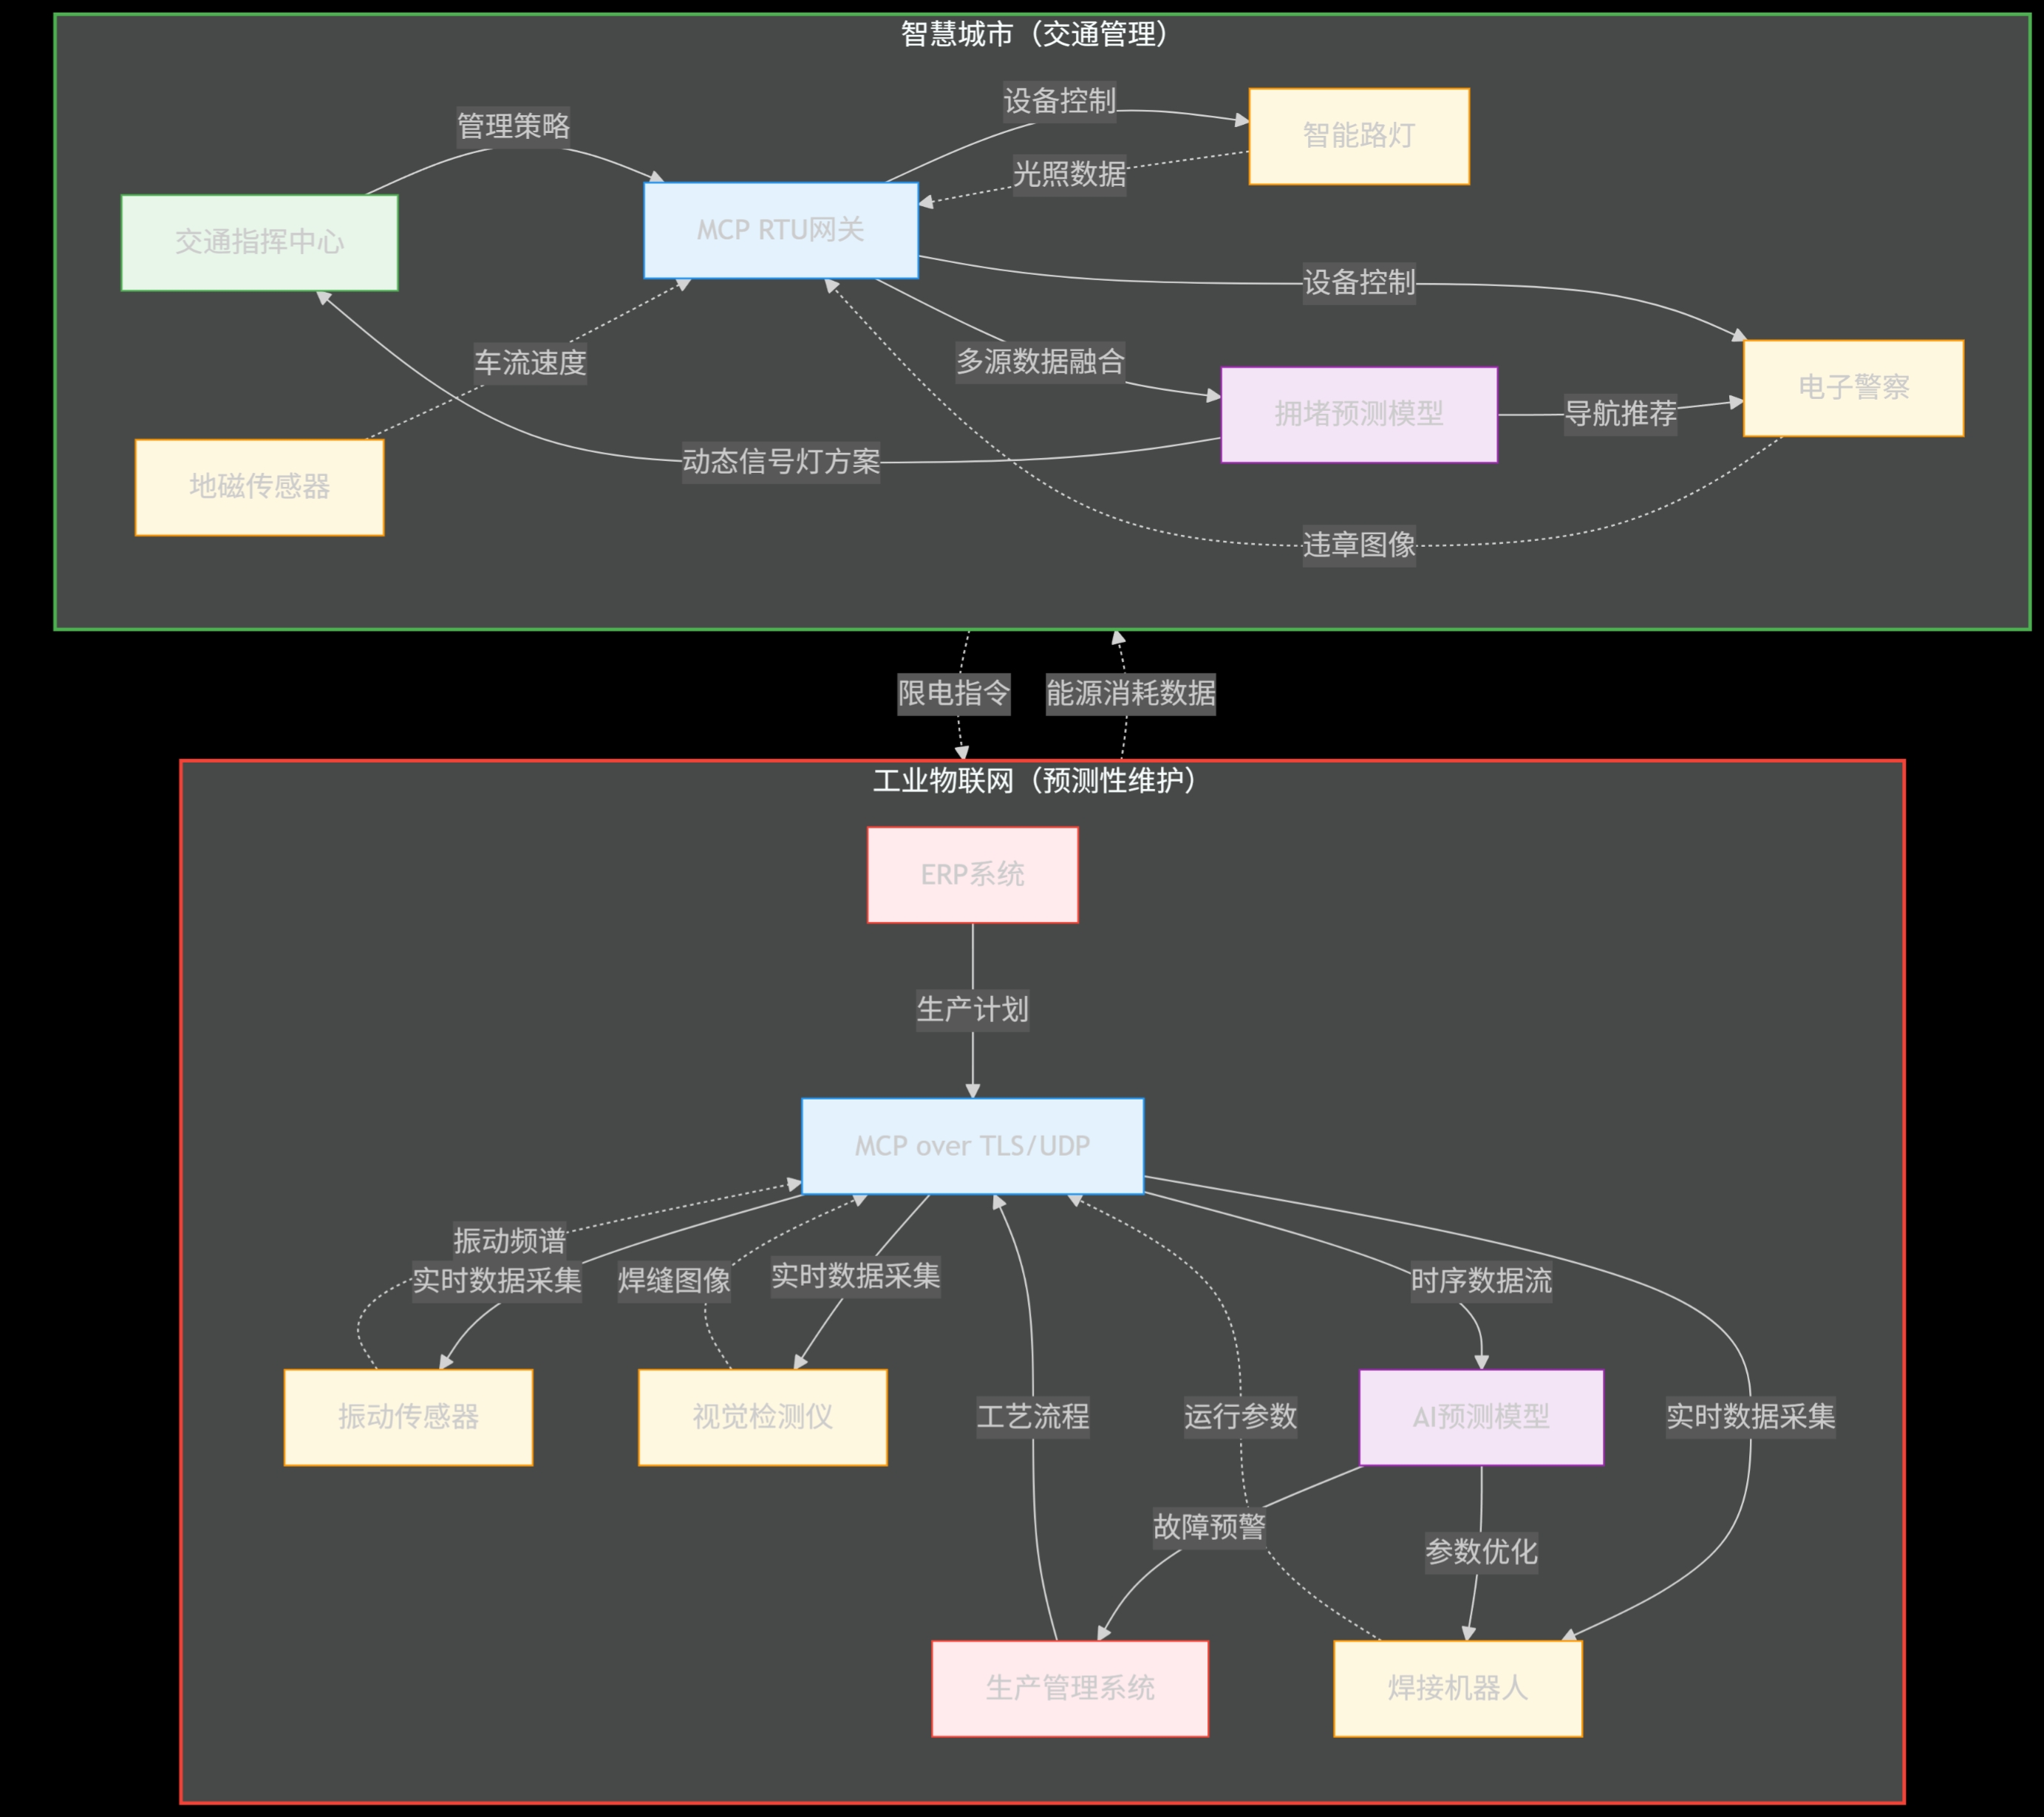 智慧城市（交通管理）
设备控制
管理策略
智能路灯
光照数据
交通指挥中心
MCP RTU网关
设备控制
车流速度
多源数据融合
电子警察
拥堵预测模型
导航推荐
动态信号灯方案
地磁传感器
违章图像
限电指令
能源消耗数据
工业物联网（预测性维护）
ERP系统
生产计划
MCP over TLS/UDP
振动频谱
实时数据采集
焊缝图像
实时数据采集
时序数据流
振动传感器
视觉检测仪
工艺流程
运行参数
AI预测模型
实时数据采集
故障预警
参数优化
生产管理系统
焊接机器人